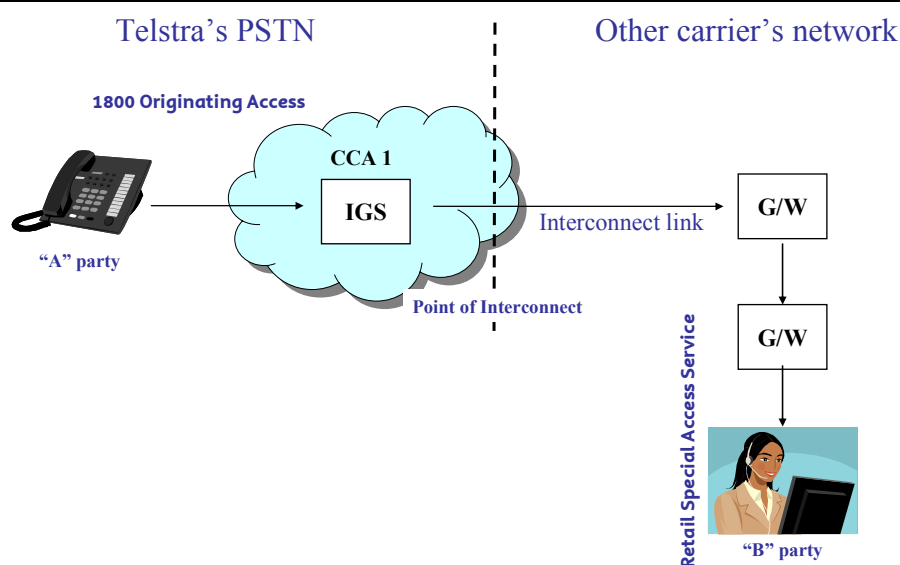 Telstra’s PSTN
Other carrier’s network
1800 Originating Access
CCA 1
IGS
G/W
Interconnect link
“A” party
Point of Interconnect
G/W
Retail Special Access Service
“B” party